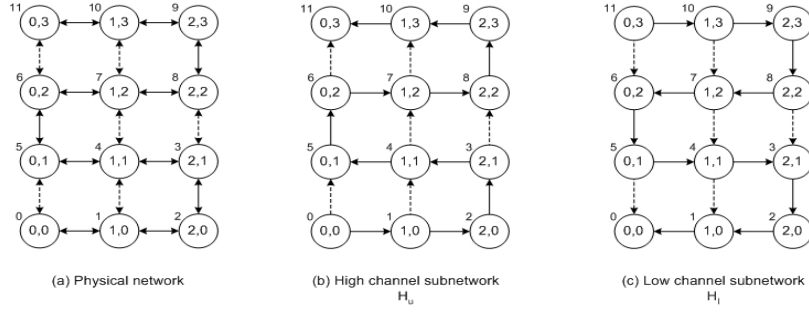 11 10 9 11 10 9 11 10 9
0,3 1,3 2,3 0,3 1,3 2,3 0,3 1,3 2,3
6 7 8 6 7 8 6 7 8
0,2 1,2 2,2 0,2 1,2 2,2 0,2 1,2 2,2
5 4 3 5 4 3 5 4 3
0,1 1,1 2,1 0,1 1,1 2,1 0,1 1,1 2,1
0 1 2 0 1 2 0 1 2
0,0 1,0 2,0 0,0 1,0 2,0 0,0 1,0 2,0
(a) Physical network
(b) High channel subnetwork
Hu
(c) Low channel subnetwork
Hl